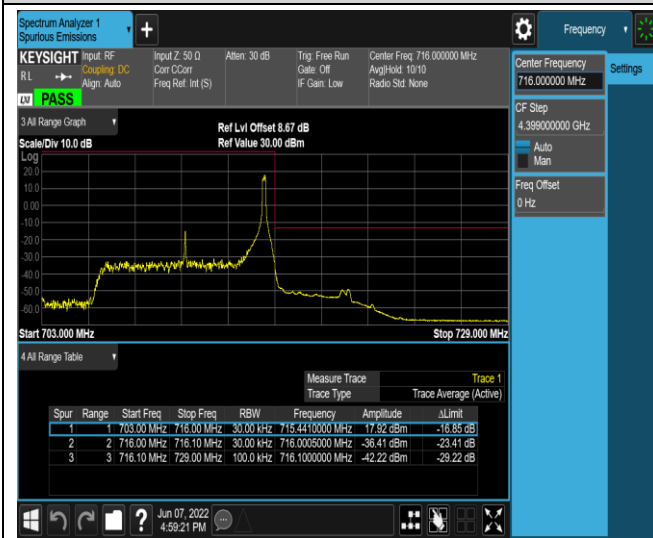 Spectrum Analyzer 1
Spurious Emissions
Frequency
KEYSIGHT Input: RF Input Z: 50 Ω Atten: 30 dB Trig: Free Run Center Freq: 716.000000 MHz
RL Coupling: DC Corr CCorr Gate: Off Avg|Hold: 10/10
Align: Auto Freq Ref: Int (S) IF Gain: Low Radio Std: None
LXI PASS
Center Frequency
716.000000 MHz
Settings
CF Step
4.399000000 GHz
Auto
Man
Freq Offset
0 Hz
3 All Range Graph
Ref Lvl Offset 8.67 dB
Scale/Div 10.0 dB Ref Value 30.00 dBm
Log
20.0
10.0
0.00
-10.0
-20.0
-30.0
-40.0
-50.0
-60.0
Start 703.000 MHz Stop 729.000 MHz
4 All Range Table
Measure Trace Trace 1
Trace Type Trace Average (Active)
Spur Range Start Freq Stop Freq RBW Frequency Amplitude ΔLimit
1 1 703.00 MHz 716.00 MHz 30.00 kHz 715.4410000 MHz 17.92 dBm -16.85 dB
2 2 716.00 MHz 716.10 MHz 30.00 kHz 716.0005000 MHz -36.41 dBm -23.41 dB
3 3 716.10 MHz 729.00 MHz 100.0 kHz 716.1000000 MHz -42.22 dBm -29.22 dB
Jun 07, 2022
4:59:21 PM